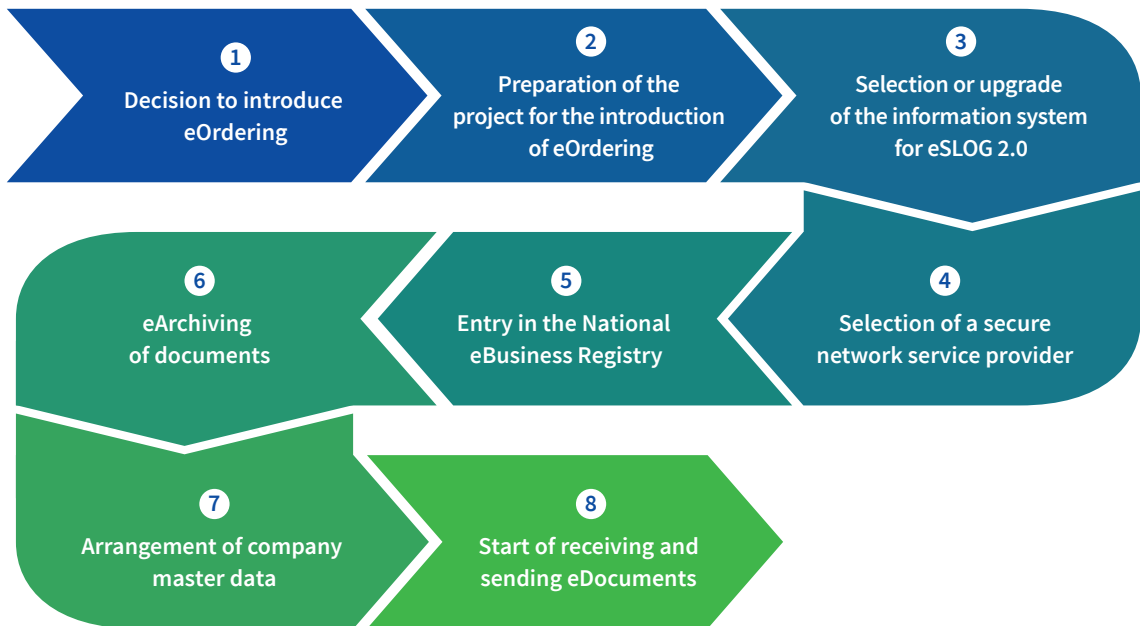 1
Decision to introduce
eOrdering
2
Preparation of the
project for the introduction
of eOrdering
3
Selection or upgrade
of the information system
for eSLOG 2.0
4
Selection of a secure
network service provider
5
Entry in the National
eBusiness Registry
6
eArchiving
of documents
7
Arrangement of company
master data
8
Start of receiving and
sending eDocuments